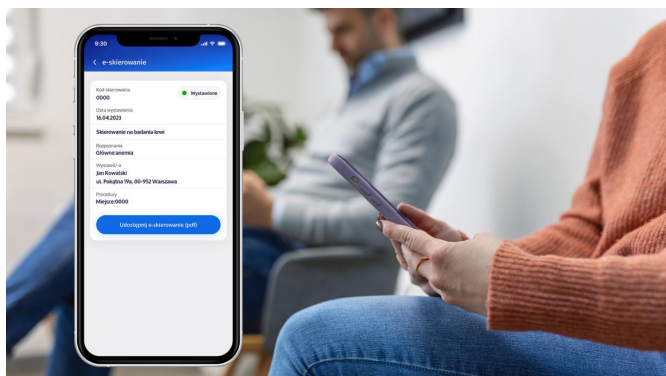 9:30
e-skierowanie
Kod skierowania
0000
Wystawione
Data wystawienia
16.04.2023
Skierowanie na badania krwi
Rozpoznanie
Główne:anemia
Wystawił/-a
Jan Kowalski
ul. Pokątna 19a, 00-952 Warszawa
Procedury
Miejsce:0000
Udostępnij e-skierowanie (pdf)